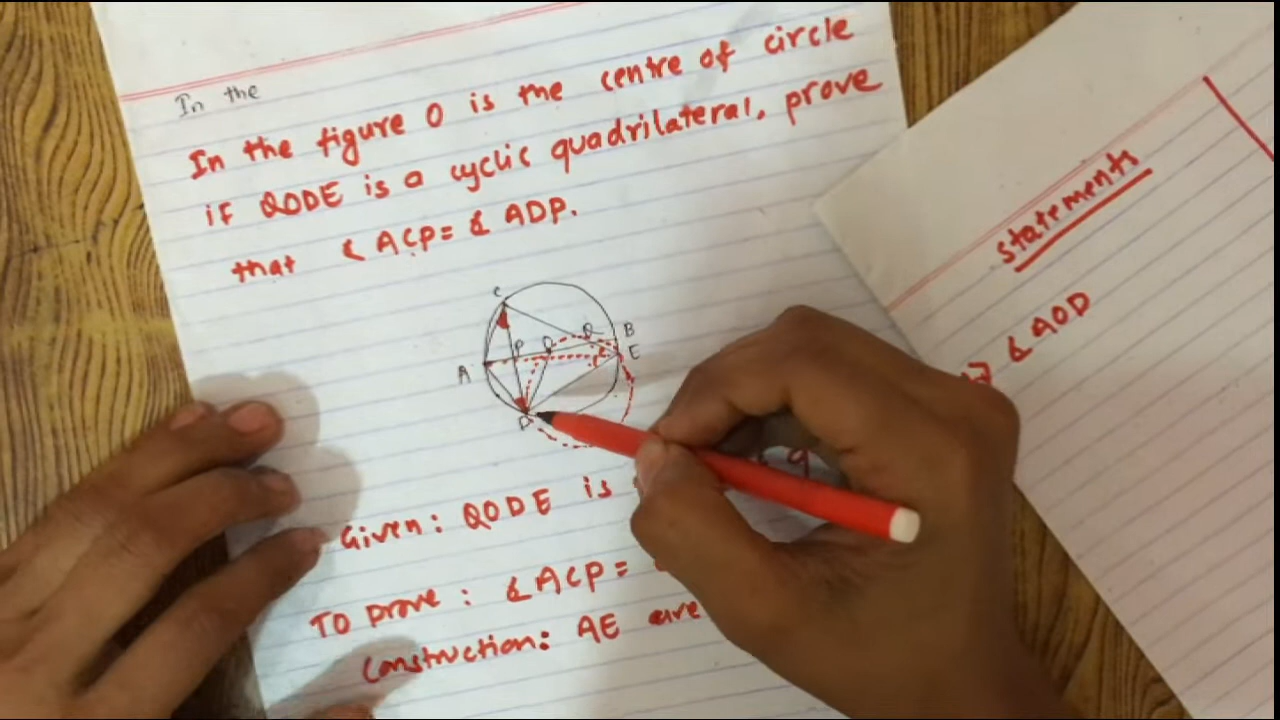 In the
In the figure O is the centre of circle
if QODE is a cyclic quadrilateral, prove
that ∠ ACP = ∠ ADP.
C
Q
B
P
O
E
A
D
Given: QODE is
To prove : ∠ACP =
Construction: AE are
statements
∠AOD